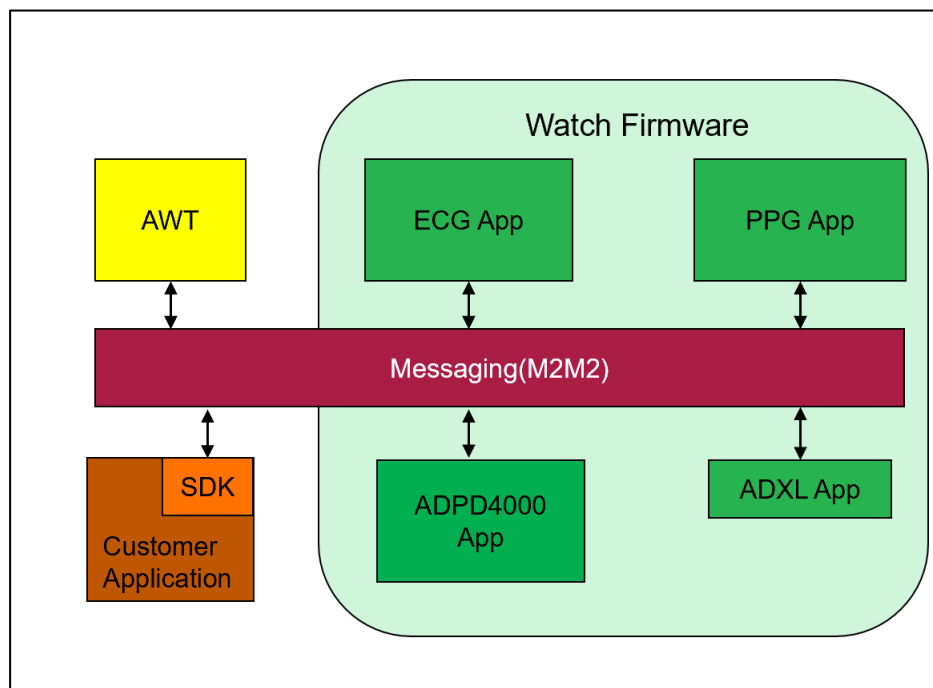 Watch Firmware
AWT
ECG App
PPG App
Messaging(M2M2)
SDK
Customer
Application
ADPD4000
App
ADXL App